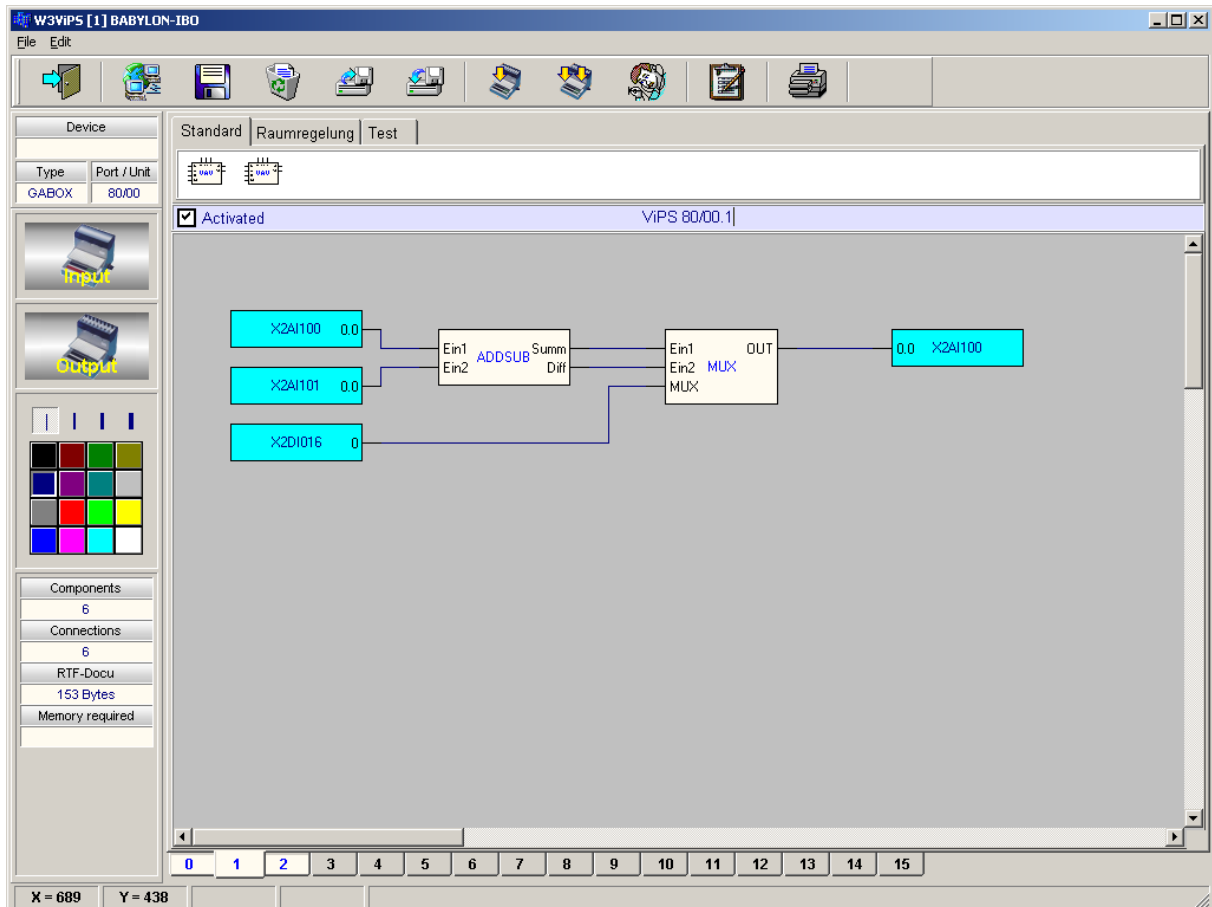 W3ViPS [1] BABYLON-IBO
File Edit
Device
Type Port / Unit
GABOX 80/00
Input
Output
Components
6
Connections
6
RTF-Docu
153 Bytes
Memory required
Standard Raumregelung Test
VAV VAV
Activated ViPS 80/00.1
X2AI100 0.0
X2AI101 0.0
X2DI016 0
Ein1 ADDSUB Summ
Ein2 Diff
Ein1 OUT
Ein2 MUX
MUX
0.0 X2AI100
0 1 2 3 4 5 6 7 8 9 10 11 12 13 14 15
X = 689 Y = 438